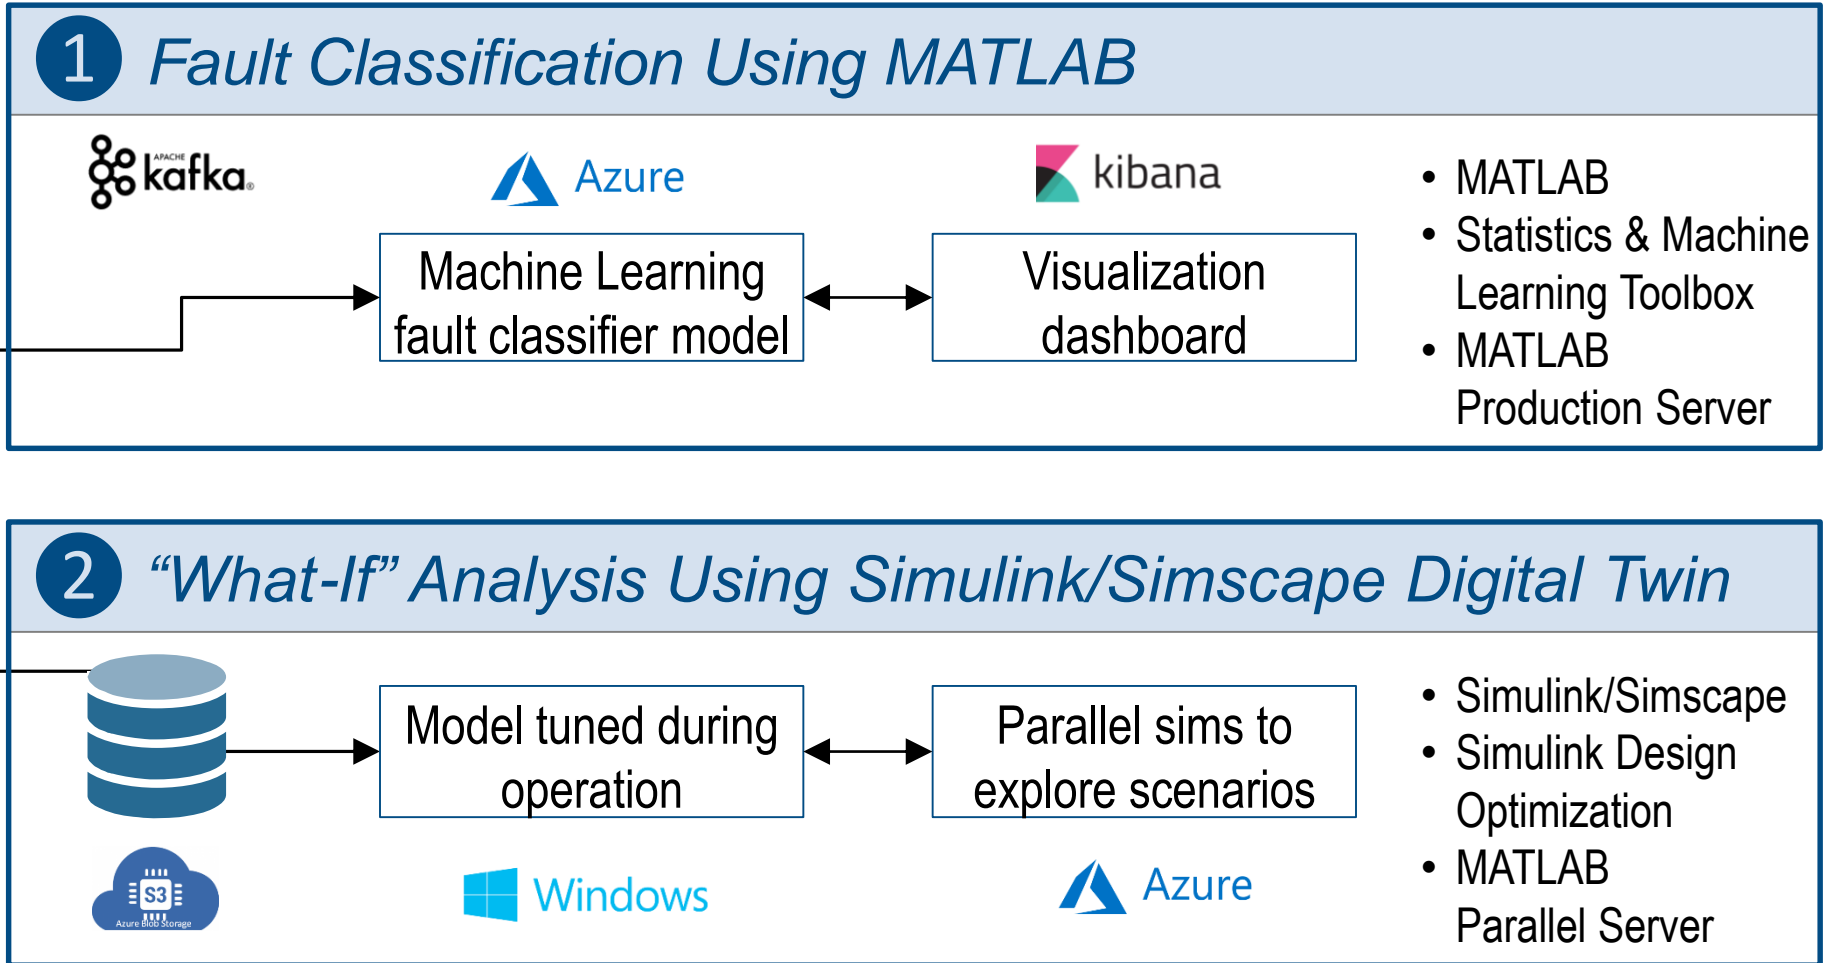 1 Fault Classification Using MATLAB
APACHE
kafka®
Azure
kibana
Machine Learning
fault classifier model
Visualization
dashboard
• MATLAB
• Statistics & Machine
Learning Toolbox
• MATLAB
Production Server
2 “What-If” Analysis Using Simulink/Simscape Digital Twin
Model tuned during
operation
Parallel sims to
explore scenarios
S3
Azure Blob Storage
Windows
Azure
• Simulink/Simscape
• Simulink Design
Optimization
• MATLAB
Parallel Server